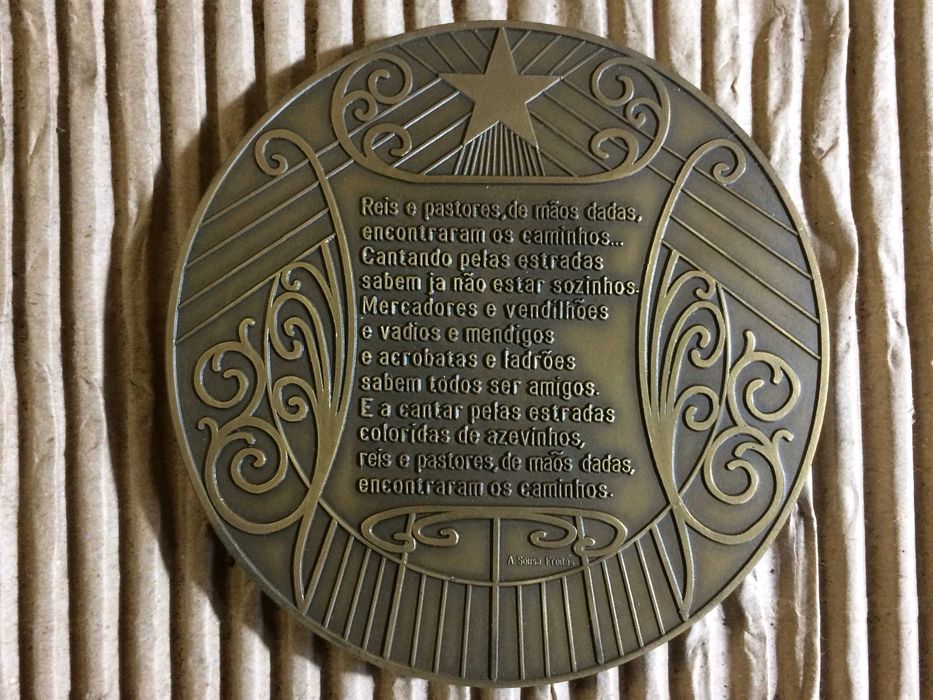 Reis e pastores, de mãos dadas,
encontraram os caminhos...
Cantando pelas estradas
sabem ja não estar sozinhos.
Mercadores e vendilhões
e vadios e mendigos
e acrobatas e ladrões
sabem tódos ser amigos.
E a cantar pelas estradas
coloridas de azevinhos,
reis e pastores, de mãos dadas,
encontraram os caminhos.
A Sousa Freitas